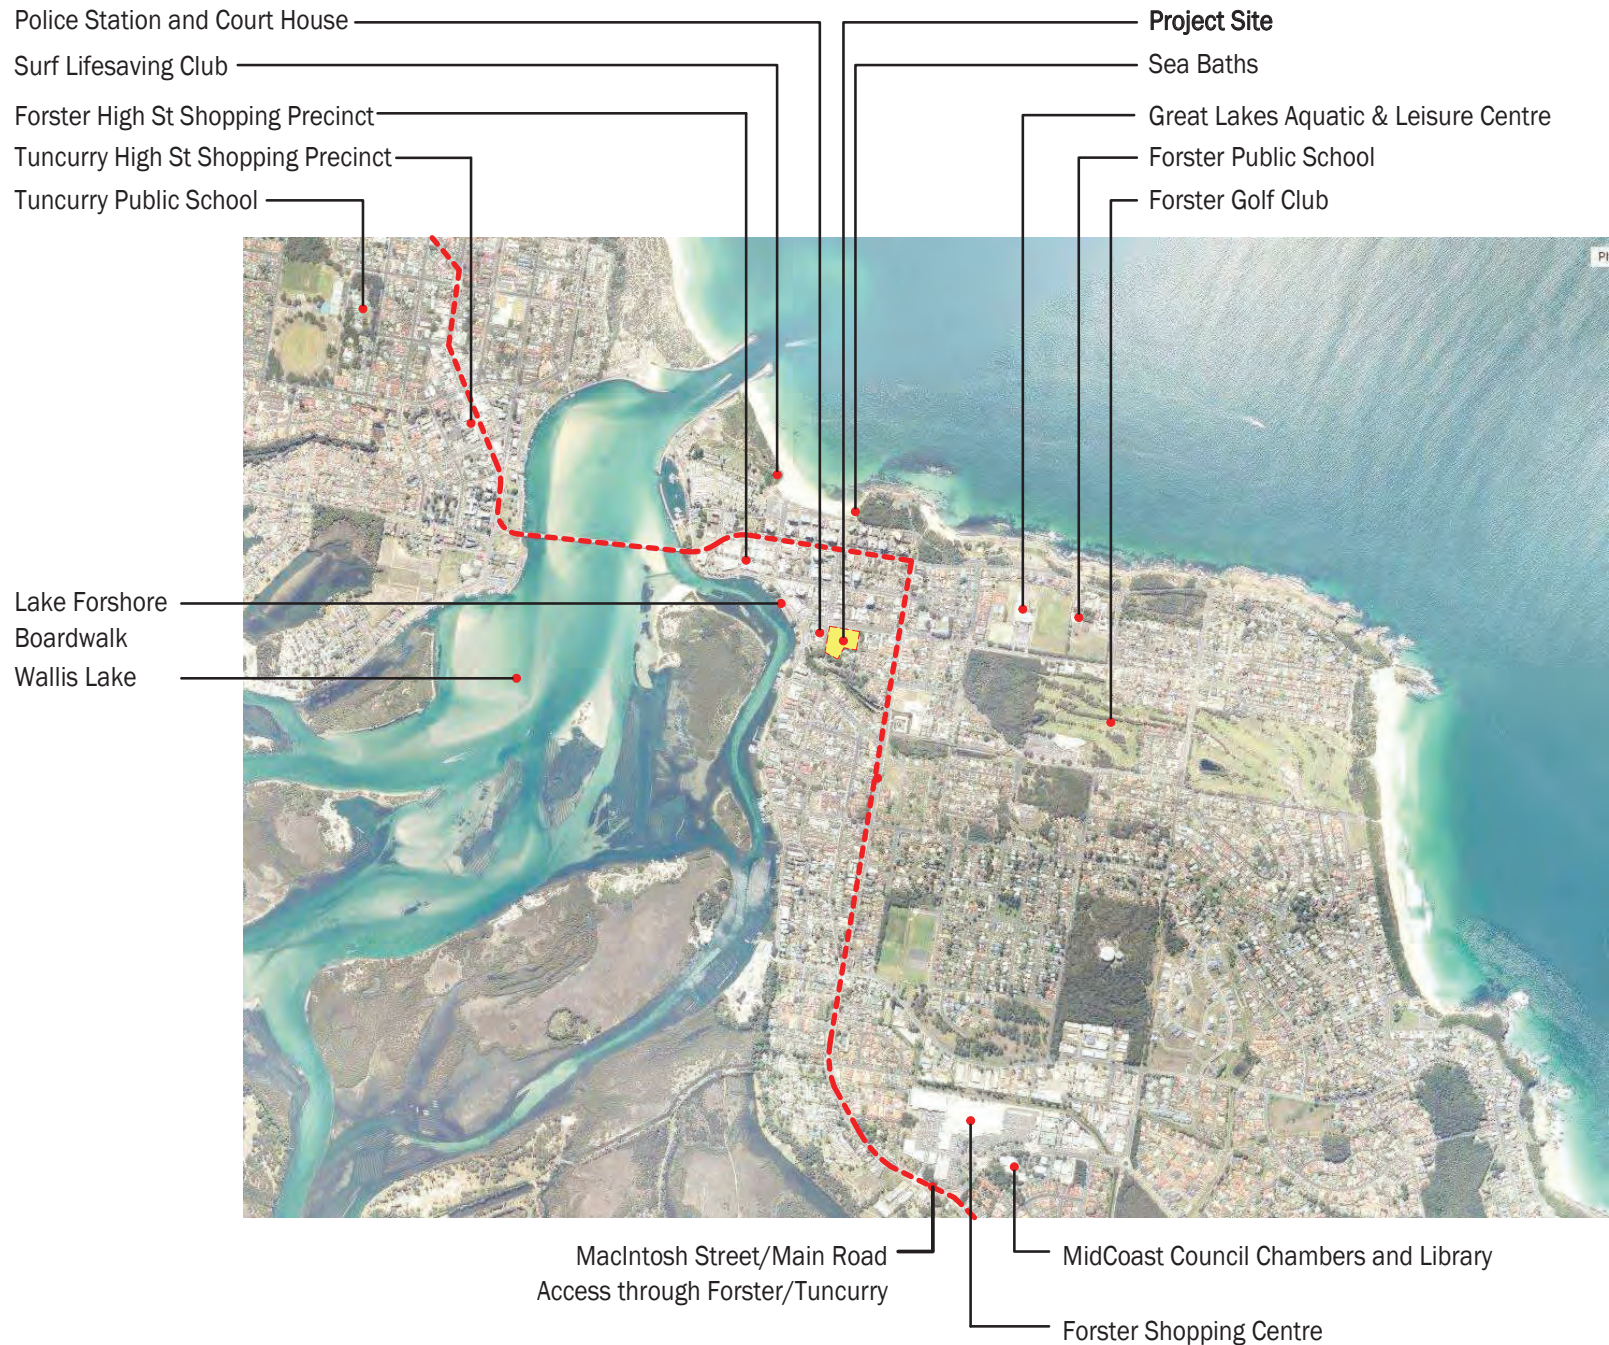 Police Station and Court House
Project Site
Surf Lifesaving Club
Sea Baths
Forster High St Shopping Precinct
Great Lakes Aquatic & Leisure Centre
Tuncurry High St Shopping Precinct
Forster Public School
Tuncurry Public School
Forster Golf Club
Lake Forshore
Boardwalk
Wallis Lake
MacIntosh Street/Main Road
Access through Forster/Tuncurry
MidCoast Council Chambers and Library
Forster Shopping Centre